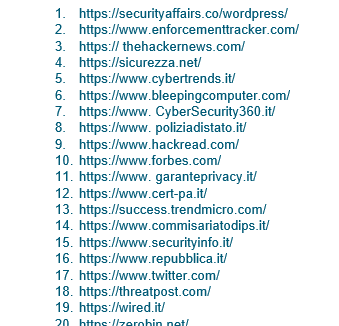 1. https://securityaffairs.co/wordpress/
2. https://www.enforcementtracker.com/
3. https:// thehackernews.com/
4. https://sicurezza.net/
5. https://www.cybertrends.it/
6. https://www.bleepingcomputer.com/
7. https://www. CyberSecurity360.it/
8. https://www. poliziadistato.it/
9. https://www.hackread.com/
10. https://www.forbes.com/
11. https://www. garanteprivacy.it/
12. https://www.cert-pa.it/
13. https://success.trendmicro.com/
14. https://www.commisariatodips.it/
15. https://www.securityinfo.it/
16. https://www.repubblica.it/
17. https://www.twitter.com/
18. https://threatpost.com/
19. https://wired.it/
20. https://zerobin.net/